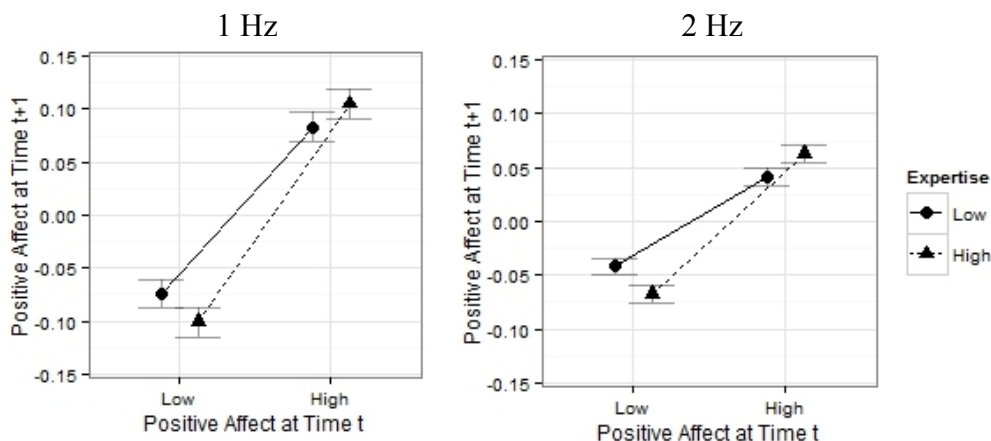 1 Hz
0.15
0.10
0.05
0.00
-0.05
-0.10
-0.15
Positive Affect at Time t+1
Low
High
Positive Affect at Time t
2 Hz
0.15
0.10
0.05
0.00
-0.05
-0.10
-0.15
Positive Affect at Time t+1
Low
High
Positive Affect at Time t
Expertise
Low
High